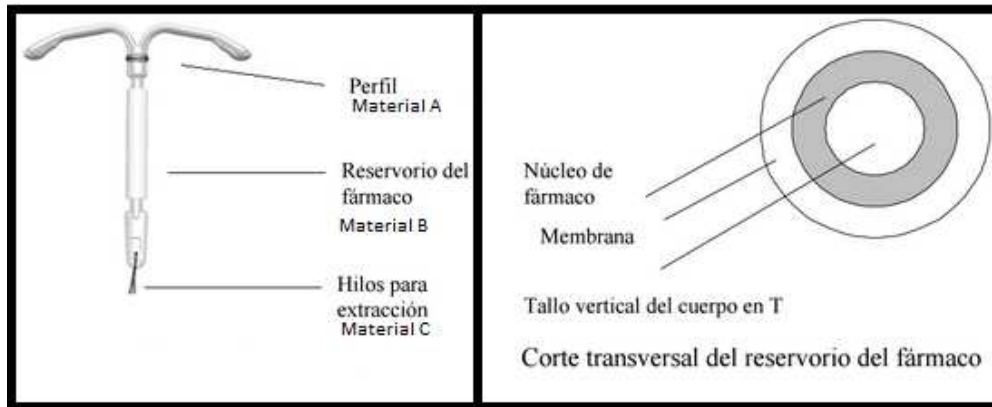 Perfil
Material A
Reservorio del
fármaco
Material B
Hilos para
extracción
Material C
Núcleo de
fármaco
Membrana
Tallo vertical del cuerpo en T
Corte transversal del reservorio del fármaco